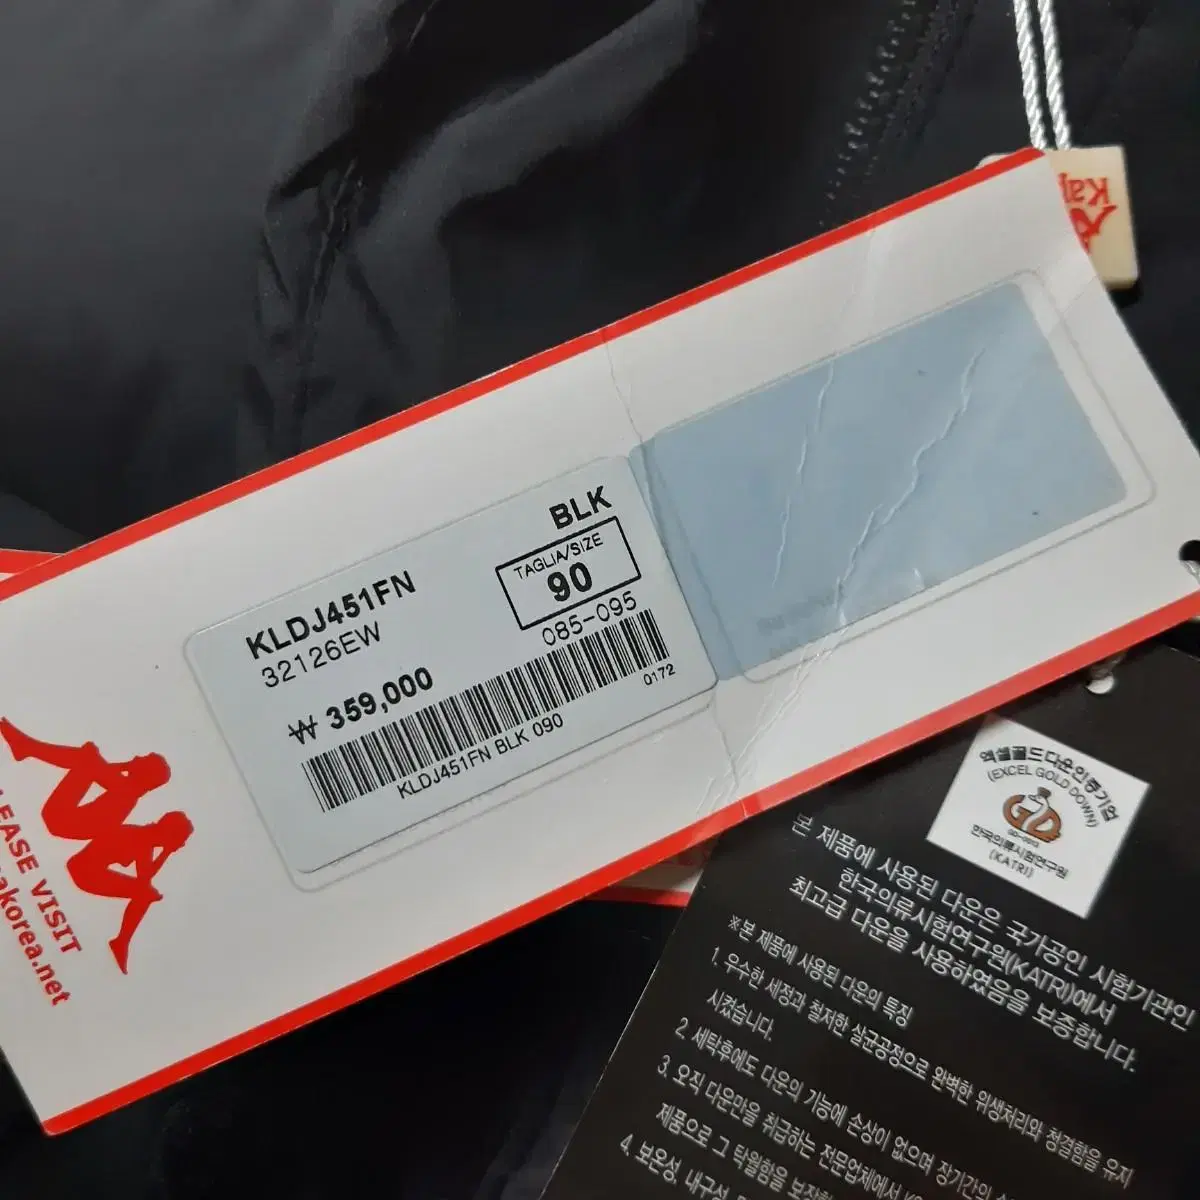 Ka
BLK
KLDJ451FN
TAGLIA/SIZE
32126EW
90
085-095
₩ 359,000
0172
KLDJ451FN BLK 090
LEASE VISIT
akorea.net
엑셀골드다운인증기업
(EXCEL GOLD DOWN)
GD
GD-0013
한국의류시험연구원
(KATRI)
본 제품에 사용된 다운은 국가공인 시험기관인
한국의류시험연구원(KATRI)에서
최고급 다운을 사용하였음을 보증합니다.
※본 제품에 사용된 다운의 특징
1. 우수한 세정과 철저한 살균공정으로 완벽한 위생처리와 청결함을 유지
시켰습니다.
2. 세탁후에도 다운의 기능에 손상이 없으며 장기간의
3. 오직 다운만을 취급하는 전문업체에서
제품으로 그 탁월함을
4. 보온성, 내구성,